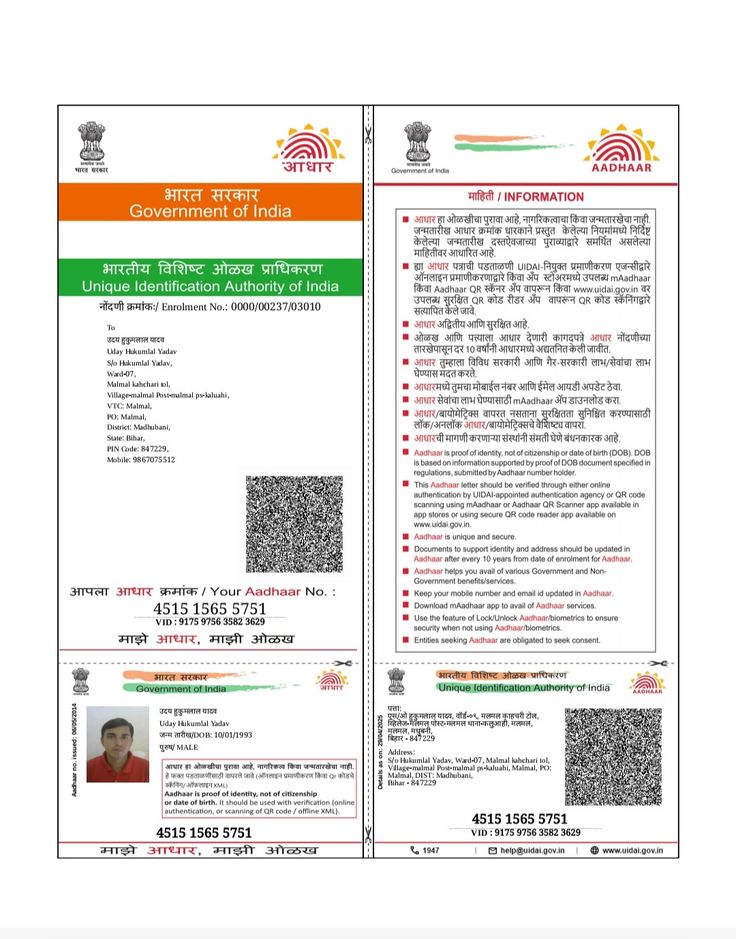 भारत सरकार
आधार
भारत सरकार
Government of India
भारतीय विशिष्ट ओळख प्राधिकरण
Unique Identification Authority of India
नोंदणी क्रमांक:/ Enrolment No.: 0000/00237/03010
To
उदय हुकुमलाल यादव
Uday Hukumlal Yadav
S/o Hukumlal Yadav,
Ward-07,
Malmal kahchari tol,
Village-malmal Post-malmal ps-kaluahi,
VTC: Malmal,
PO: Malmal,
District: Madhubani,
State: Bihar,
PIN Code: 847229,
Mobile: 9867075512
आपला आधार क्रमांक / Your Aadhaar No. :
4515 1565 5751
VID : 9175 9756 3582 3629
माझे आधार, माझी ओळख
Government of India
AADHAAR
माहिती / INFORMATION
आधार हा ओळखीचा पुरावा आहे, नागरिकत्वाचा किंवा जन्मतारखेचा नाही.
जन्मतारीख आधार क्रमांक धारकाने प्रस्तुत केलेल्या नियमांमध्ये निर्दिष्ट
केलेल्या जन्मतारीख दस्तऐवजाच्या पुराव्याद्वारे समर्थित असलेल्या
माहितीवर आधारित आहे.
ह्या आधार पत्राची पडताळणी UIDAI-नियुक्त प्रमाणीकरण एजन्सीद्वारे
ऑनलाइन प्रमाणीकरणाद्वारे किंवा अ‍ॅप स्टोअरमध्ये उपलब्ध mAadhaar
किंवा Aadhaar QR स्कॅनर अ‍ॅप वापरून किंवा www.uidai.gov.in वर
उपलब्ध सुरक्षित QR कोड रीडर अ‍ॅप वापरून QR कोड स्कॅनिंगद्वारे
सत्यापित केले जावे.
आधार अद्वितीय आणि सुरक्षित आहे.
ओळख आणि पत्त्याला आधार देणारी कागदपत्रे आधार नोंदणीच्या
तारखेपासून दर 10 वर्षांनी आधारमध्ये अद्यतनित केली जावीत.
आधार तुम्हाला विविध सरकारी आणि गैर-सरकारी लाभ/सेवांचा लाभ
घेण्यास मदत करते.
आधारमध्ये तुमचा मोबाईल नंबर आणि ईमेल आयडी अपडेट ठेवा.
आधार सेवांचा लाभ घेण्यासाठी mAadhaar अ‍ॅप डाउनलोड करा.
आधार/बायोमेट्रिक्स वापरत नसताना सुरक्षितता सुनिश्चित करण्यासाठी
लॉक/अनलॉक आधार/बायोमेट्रिक्सचे वैशिष्ट्य वापरा.
आधारची मागणी करणाऱ्या संस्थांनी संमती घेणे बंधनकारक आहे.
Aadhaar is proof of identity, not of citizenship or date of birth (DOB). DOB
is based on information supported by proof of DOB document specified in
regulations, submitted by Aadhaar number holder.
This Aadhaar letter should be verified through either online
authentication by UIDAI-appointed authentication agency or QR code
scanning using mAadhaar or Aadhaar QR Scanner app available in
app stores or using secure QR code reader app available on
www.uidai.gov.in.
Aadhaar is unique and secure.
Documents to support identity and address should be updated in
Aadhaar after every 10 years from date of enrolment for Aadhaar.
Aadhaar helps you avail of various Government and Non-
Government benefits/services.
Keep your mobile number and email id updated in Aadhaar.
Download mAadhaar app to avail of Aadhaar services.
Use the feature of Lock/Unlock Aadhaar/biometrics to ensure
security when not using Aadhaar/biometrics.
Entities seeking Aadhaar are obligated to seek consent.
भारत सरकार
Government of India
आधार
Aadhaar no. issued: 06/05/2014
उदय हुकुमलाल यादव
Uday Hukumlal Yadav
जन्म तारीख/DOB: 10/01/1993
पुरुष/ MALE
आधार हा ओळखीचा पुरावा आहे, नागरिकत्वाचा किंवा जन्मतारखेचा नाही.
हे फक्त पडताळणीसाठी वापरले जावे (ऑनलाइन प्रमाणीकरण किंवा QR कोडचे
स्कॅनिंग/ऑफलाइन XML)
Aadhaar is proof of identity, not of citizenship
or date of birth. It should be used with verification (online
authentication, or scanning of QR code / offline XML).
4515 1565 5751
माझे आधार, माझी ओळख
भारतीय विशिष्ट ओळख प्राधिकरण
Unique Identification Authority of India
AADHAAR
Details as on: 29/08/2025
पत्ता:
एस/ओ हुकुमलाल यादव, वॉर्ड-०९, मलमल काहचरी टोल,
व्हिलेज-मलमल पोस्ट-मलमल थाना-कलुआही, मलमल,
मलमल, मधुबनी,
बिहार - 847229
Address:
S/o Hukumlal Yadav, Ward-07, Malmal kahchari tol,
Village-malmal Post-malmal ps-kaluahi, Malmal, PO:
Malmal, DIST: Madhubani,
Bihar - 847229
4515 1565 5751
VID : 9175 9756 3582 3629
1947 | help@uidai.gov.in | www.uidai.gov.in